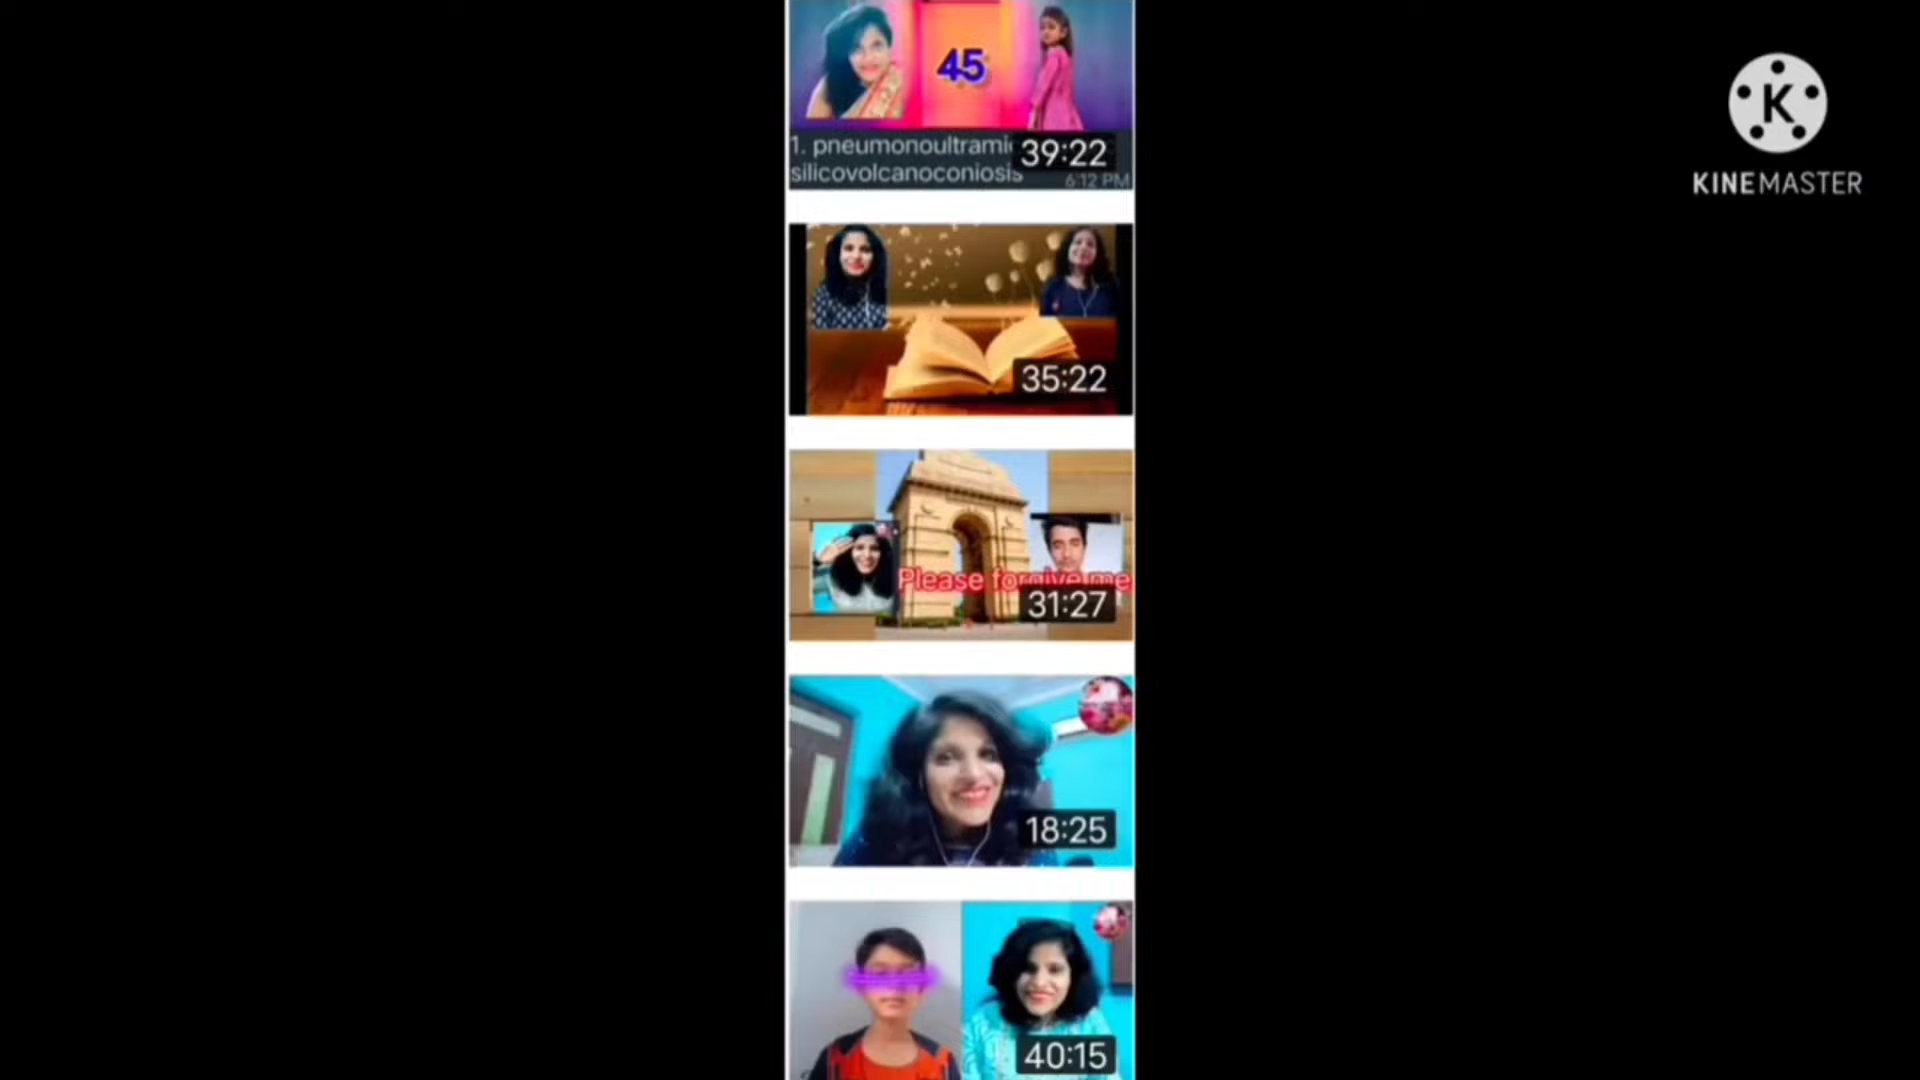 45
1. pneumonoultrami
silicovolcanoconiosis
39:22
6:12 PM
35:22
Please forgive me
31:27
18:25
40:15
K
KINEMASTER